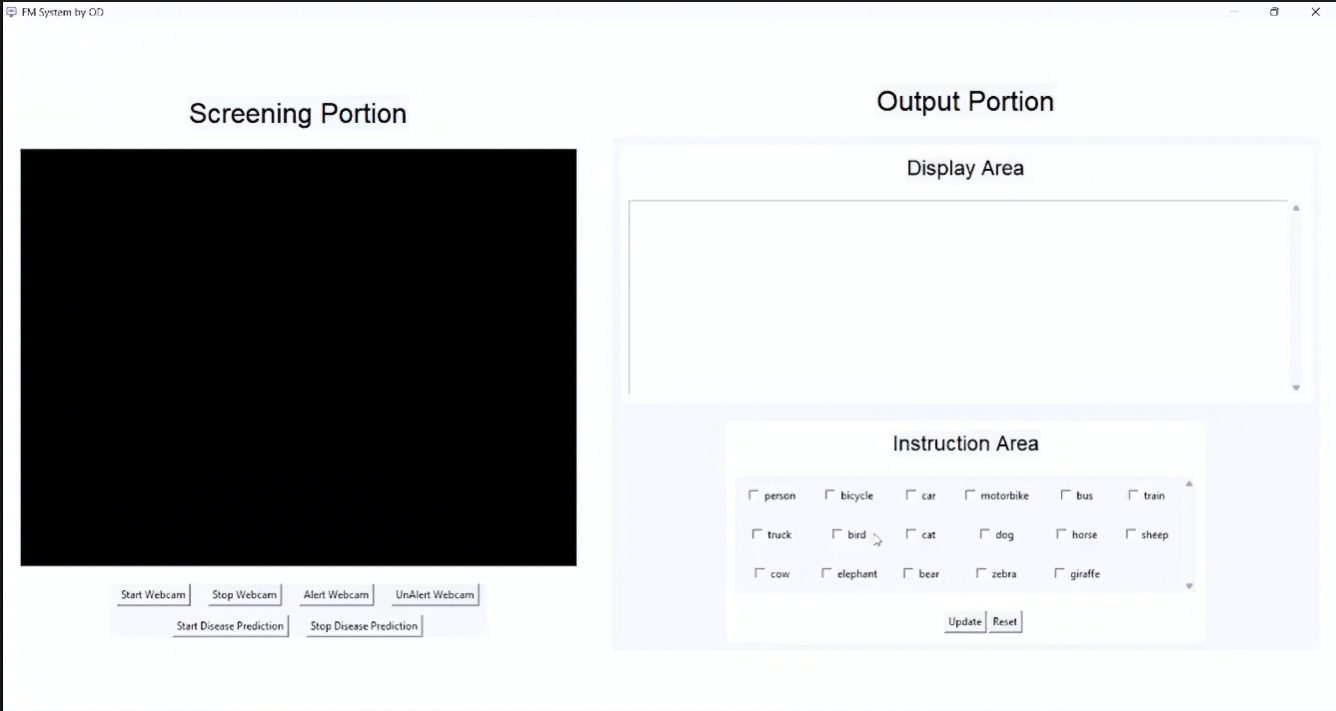 FM System by OD
Screening Portion
Start Webcam Stop Webcam Alert Webcam UnAlert Webcam
Start Disease Prediction Stop Disease Prediction
Output Portion
Display Area
Instruction Area
person bicycle car motorbike bus train
truck bird cat dog horse sheep
cow elephant bear zebra giraffe
Update Reset